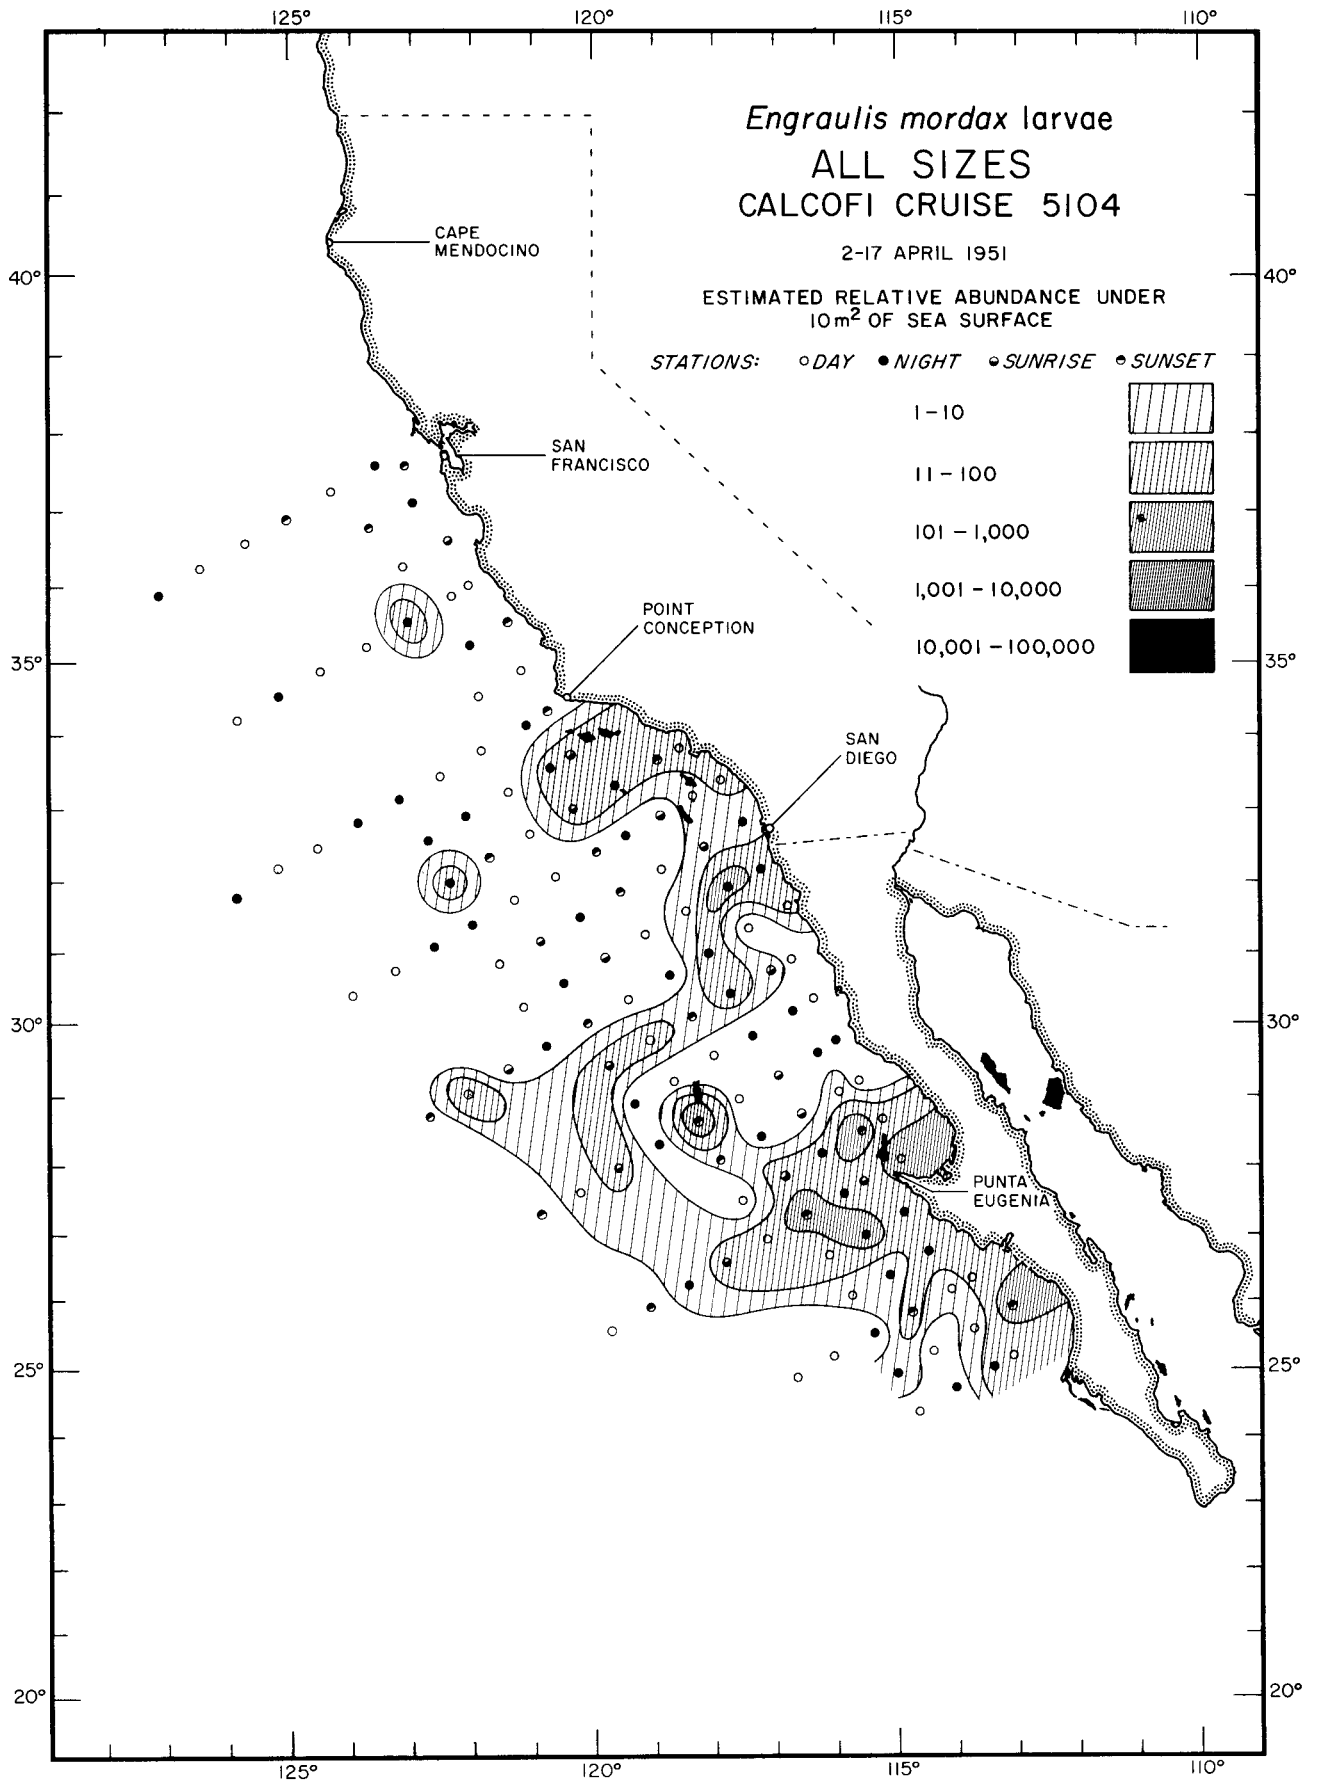 125° 120° 115° 110°
Engraulis mordax larvae
ALL SIZES
CALCOFI CRUISE 5104
2-17 APRIL 1951
ESTIMATED RELATIVE ABUNDANCE UNDER
10m² OF SEA SURFACE
STATIONS: DAY NIGHT SUNRISE SUNSET
1-10
11-100
101-1,000
1,001-10,000
10,001-100,000
CAPE
MENDOCINO
40° 40°
SAN
FRANCISCO
POINT
CONCEPTION
35° 35°
SAN
DIEGO
30° 30°
PUNTA
EUGENIA
25° 25°
20° 20°
125° 120° 115° 110°